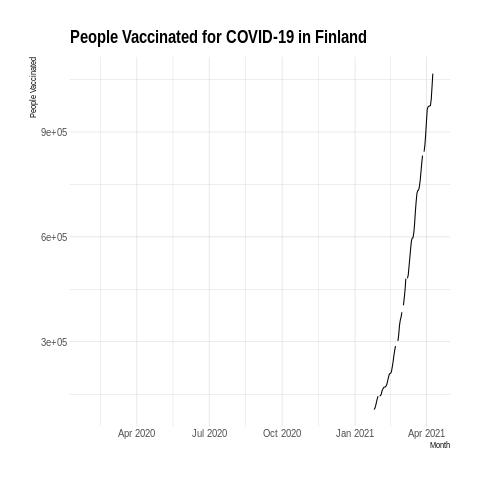 People Vaccinated for COVID-19 in Finland
People Vaccinated
9e+05
6e+05
3e+05
Apr 2020 Jul 2020 Oct 2020 Jan 2021 Apr 2021
Month